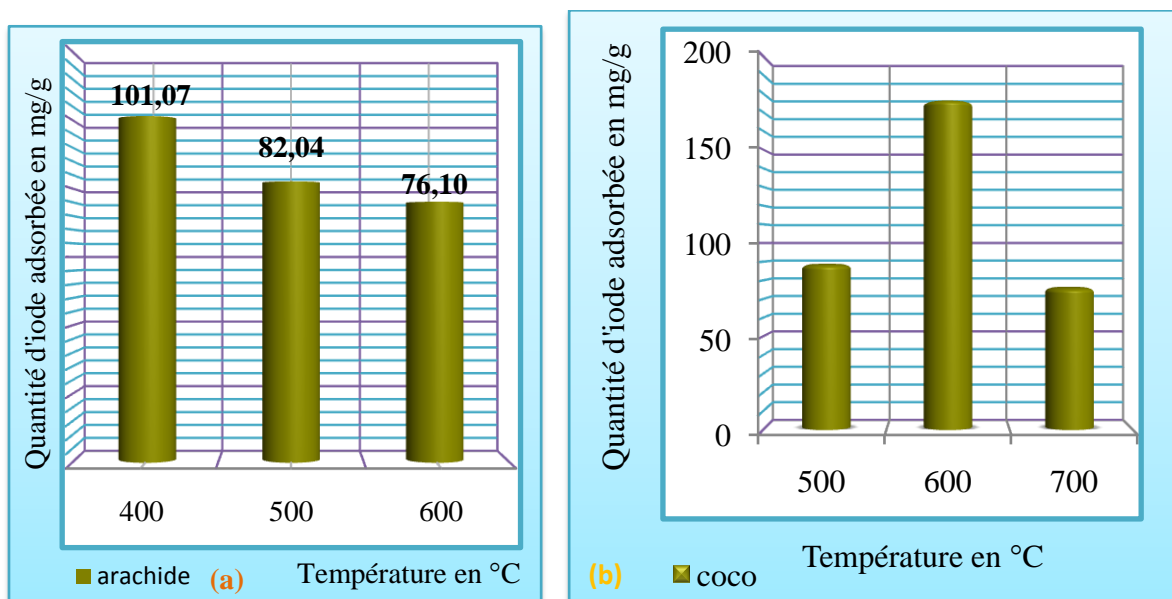 Quantité d'iode adsorbée en mg/g
101,07
82,04
76,10
400 500 600
arachide (a) Température en °C
Quantité d'iode adsorbée en mg/g
200
150
100
50
0
500 600 700
Température en °C
(b) coco